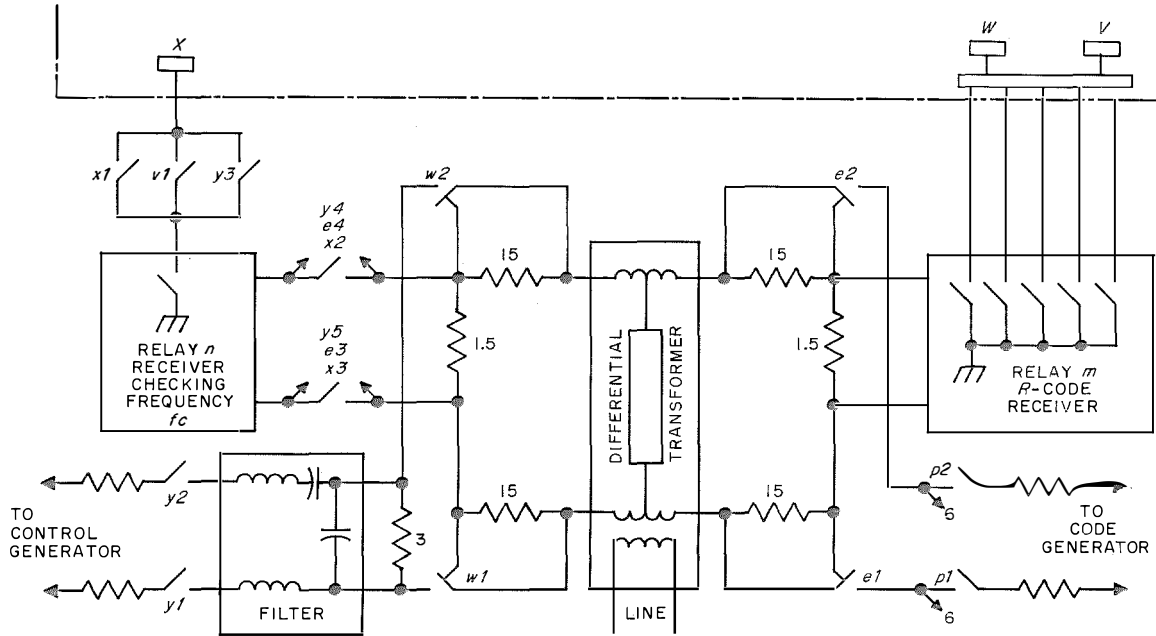 X
W V
x1 v1 y3
w2
e2
y4
e4
x2
15
15
y5
e3
x3
1.5
1.5
RELAY n
RECEIVER
CHECKING
FREQUENCY
fc
DIFFERENTIAL
TRANSFORMER
RELAY m
R-CODE
RECEIVER
y2
15
15
p2
6
TO
CONTROL
GENERATOR
3
TO
CODE
GENERATOR
y1
w1
e1
p1
6
FILTER
LINE